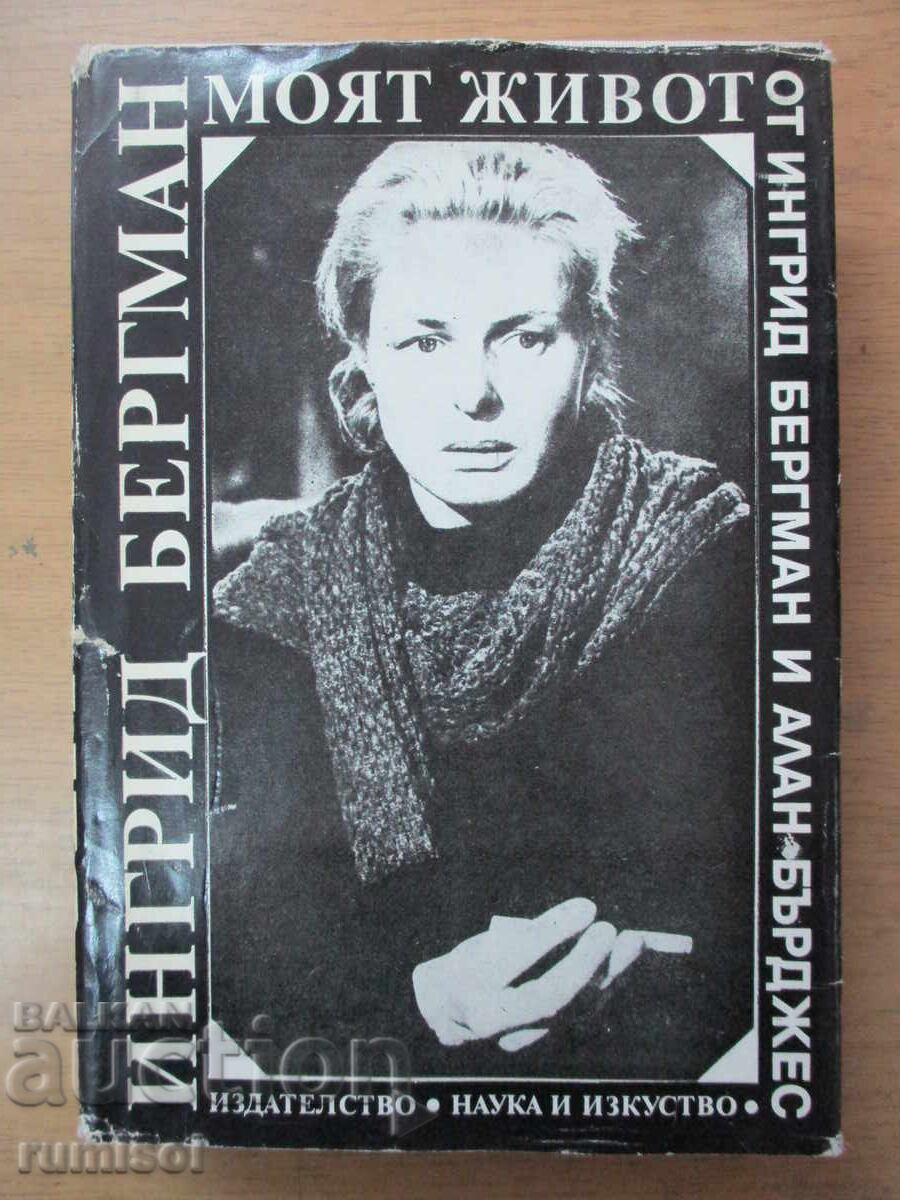 ИНГРИД БЕРГМАН
МОЯТ ЖИВОТ
ОТ ИНГРИД БЕРГМАН И АЛАН БЪРДЖЕС
ИЗДАТЕЛСТВО • НАУКА И ИЗКУСТВО •
BALKAN
auction
rumisol